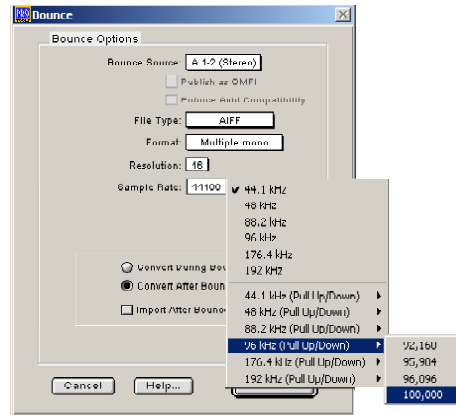 Bounce
Bounce Options
Bounce Source: A 1-2 (Stereo)
Publish as OMFI
Enforce Avid Compatibility
File Type: AIFF
Format: Multiple mono
Resolution: 16
Sample Rate: 44100
44.1 kHz
48 kHz
88.2 kHz
96 kHz
176.4 kHz
192 kHz
44.1 kHz (Pull Up/Down)
48 kHz (Pull Up/Down)
88.2 kHz (Pull Up/Down)
96 kHz (Pull Up/Down)
176.4 kHz (Pull Up/Down)
192 kHz (Pull Up/Down)
92,160
95,904
96,096
100,000
Convert During Bou
Convert After Boun
Import After Bounc
Cancel
Help...